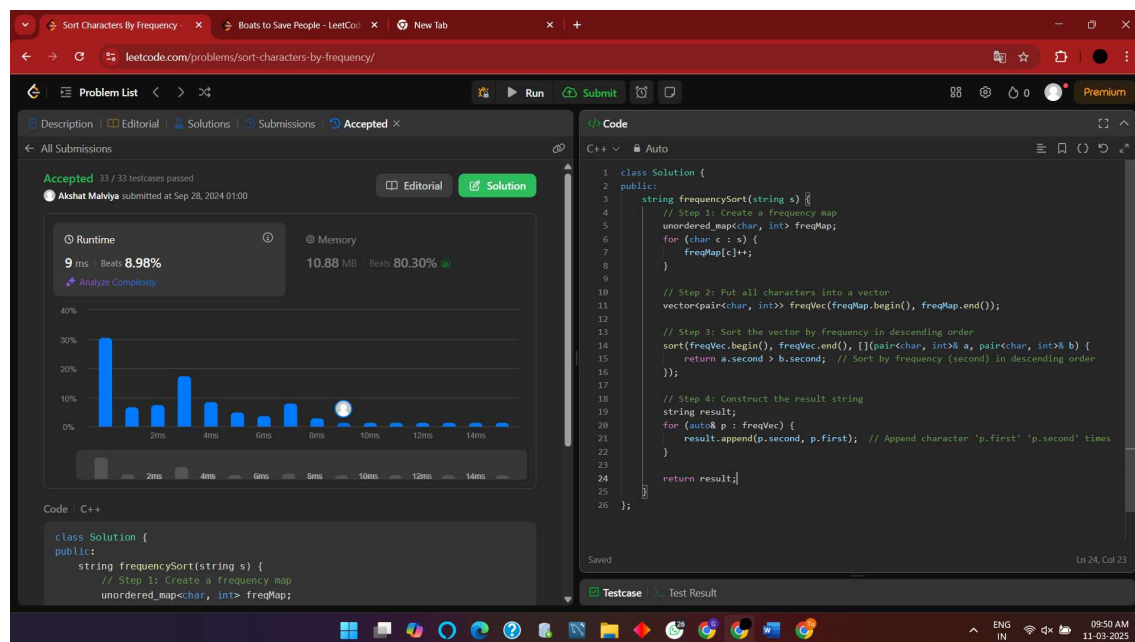 Sort Characters By Frequency -
Boats to Save People - LeetCod
New Tab
leetcode.com/problems/sort-characters-by-frequency/
Problem List
Run
Submit
0
Premium
Description
Editorial
Solutions
Submissions
Accepted
All Submissions
Accepted 33 / 33 testcases passed
Akshat Malviya submitted at Sep 28, 2024 01:00
Editorial
Solution
Runtime
9 ms Beats 8.98%
Analyze Complexity
Memory
10.88 MB Beats 80.30%
40%
30%
20%
10%
0%
2ms 4ms 6ms 8ms 10ms 12ms 14ms
2ms 4ms 6ms 8ms 10ms 12ms 14ms
Code C++
class Solution {
public:
string frequencySort(string s) {
// Step 1: Create a frequency map
unordered_map<char, int> freqMap;
</> Code
C++ Auto
1 class Solution {
2 public:
3 string frequencySort(string s) {
4 // Step 1: Create a frequency map
5 unordered_map<char, int> freqMap;
6 for (char c : s) {
7 freqMap[c]++;
8 }
9
10 // Step 2: Put all characters into a vector
11 vector<pair<char, int>> freqVec(freqMap.begin(), freqMap.end());
12
13 // Step 3: Sort the vector by frequency in descending order
14 sort(freqVec.begin(), freqVec.end(), [](pair<char, int>& a, pair<char, int>& b) {
15 return a.second > b.second; // Sort by frequency (second) in descending order
16 });
17
18 // Step 4: Construct the result string
19 string result;
20 for (auto& p : freqVec) {
21 result.append(p.second, p.first); // Append character 'p.first' 'p.second' times
22 }
23
24 return result;
25 }
26 };
Saved
Ln 24, Col 23
Testcase
Test Result
ENG
IN
09:50 AM
11-03-2025